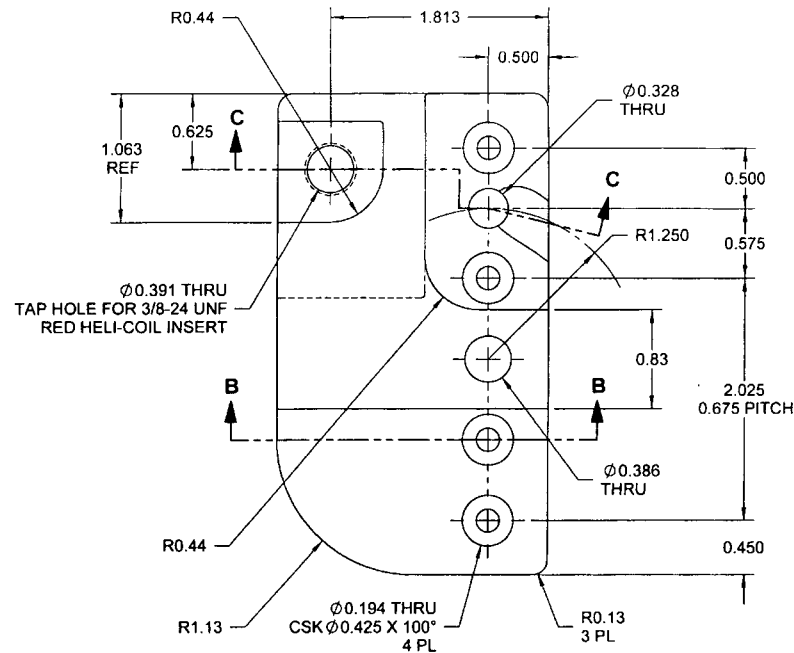 R0.44
1.813
0.500
Ø0.328
THRU
C
0.625
1.063
REF
0.500
C
R1.250
0.575
Ø0.391 THRU
TAP HOLE FOR 3/8-24 UNF
RED HELI-COIL INSERT
0.83
B
B
2.025
0.675 PITCH
Ø0.386
THRU
R0.44
0.450
R1.13
Ø0.194 THRU
CSK Ø0.425 X 100°
4 PL
R0.13
3 PL